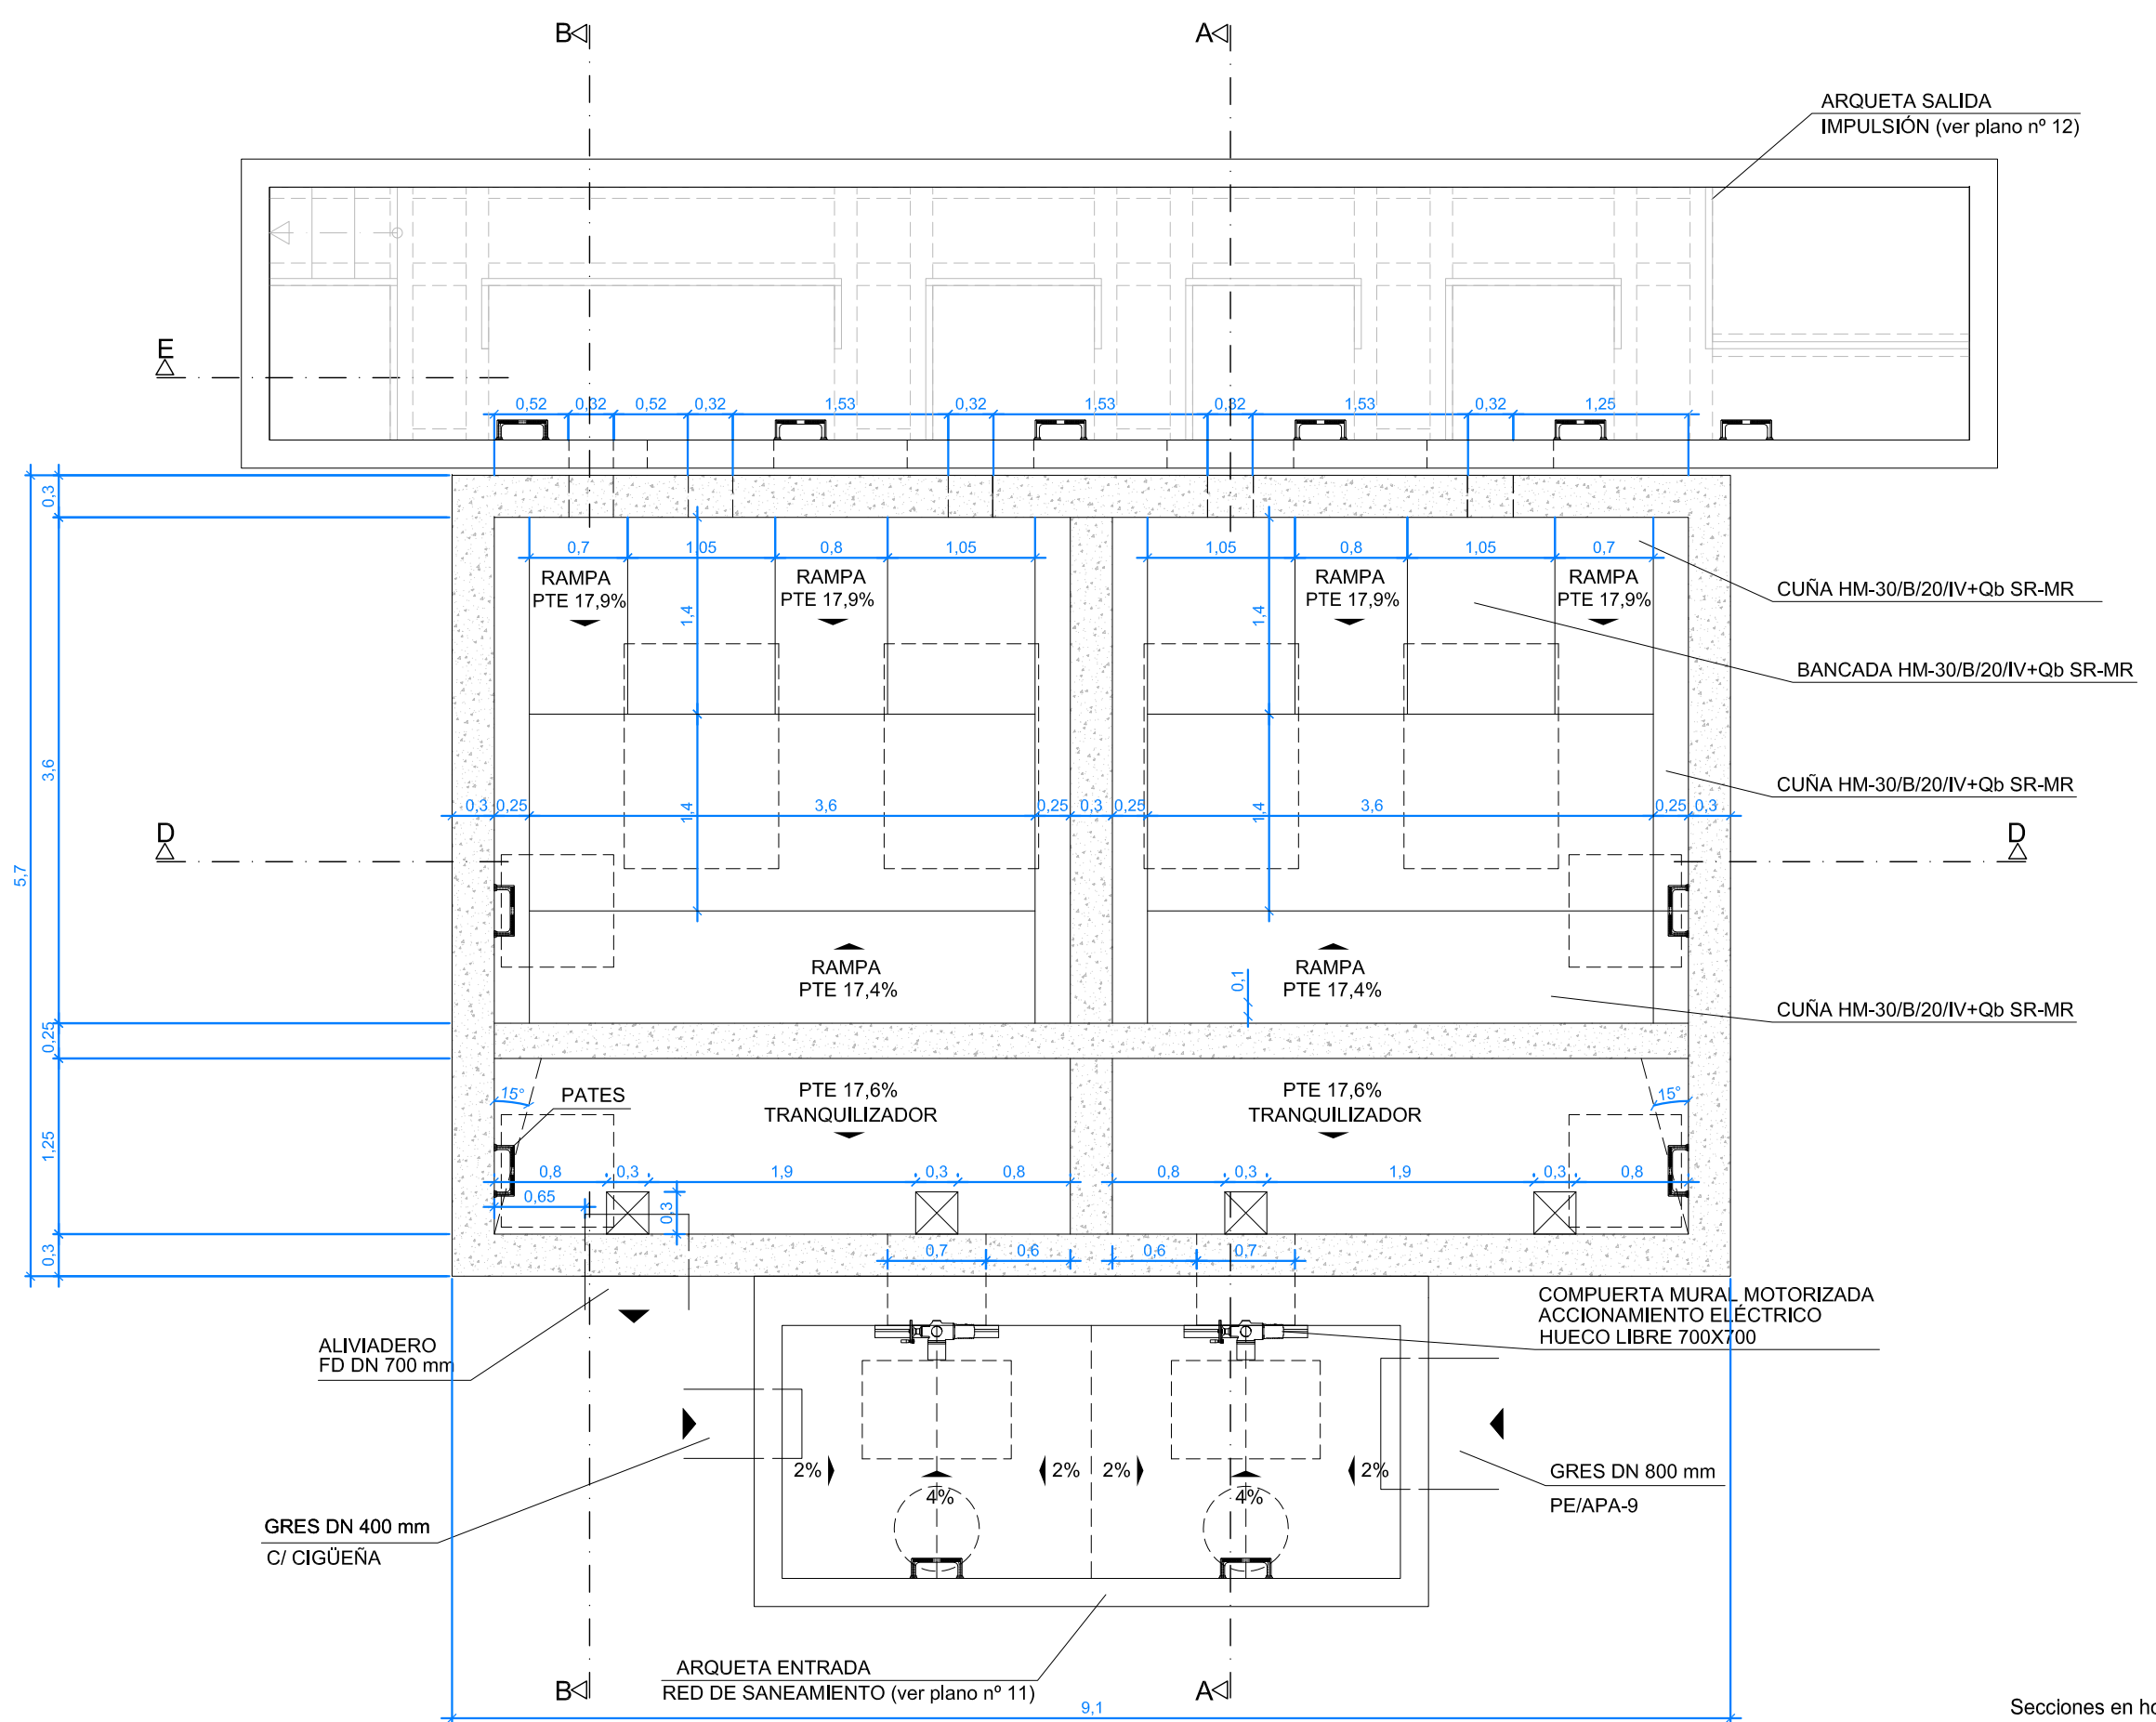 B
A
ARQUETA SALIDA
IMPULSIÓN (ver plano nº 12)
E
0,52 0,32 0,52 0,32 1,53 0,32 1,53 0,32 1,53 0,32 1,25
0,3
0,7 1,05 0,8 1,05 1,05 0,8 1,05 0,7
RAMPA
PTE 17,9%
RAMPA
PTE 17,9%
RAMPA
PTE 17,9%
RAMPA
PTE 17,9%
CUÑA HM-30/B/20/IV+Qb SR-MR
1,4
1,4
BANCADA HM-30/B/20/IV+Qb SR-MR
3,6
CUÑA HM-30/B/20/IV+Qb SR-MR
0,3 0,25 1,4 3,6 0,25 0,3 0,25 1,4 3,6 0,25 0,3
D
D
5,7
RAMPA
PTE 17,4%
0,1
RAMPA
PTE 17,4%
CUÑA HM-30/B/20/IV+Qb SR-MR
0,25
15°
PATES
PTE 17,6%
TRANQUILIZADOR
PTE 17,6%
TRANQUILIZADOR
15°
1,25
0,8 0,3 1,9 0,3 0,8 0,8 0,3 1,9 0,3 0,8
0,65
0,3
0,3
0,7 0,6 0,6 0,7
COMPUERTA MURAL MOTORIZADA
ACCIONAMIENTO ELÉCTRICO
HUECO LIBRE 700X700
ALIVIADERO
FD DN 700 mm
2% 2% 2% 2%
4% 4%
GRES DN 800 mm
PE/APA-9
GRES DN 400 mm
C/ CIGÜEÑA
ARQUETA ENTRADA
RED DE SANEAMIENTO (ver plano nº 11)
B
A
9,1
Secciones en